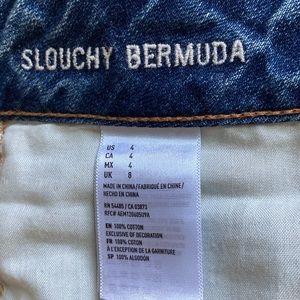 SLOUCHY BERMUDA
US 4
CA 4
MX 4
UK 8
MADE IN CHINA/FABRIQUÉ EN CHINE/
HECHO EN CHINA
RN 54485 / CA 03873
EN 100% COTTON
EXCLUSIVE OF DECORATION
FR 100% COTON
À L'EXCEPTION DE LA GARNITURE
SP 100% ALGODÓN